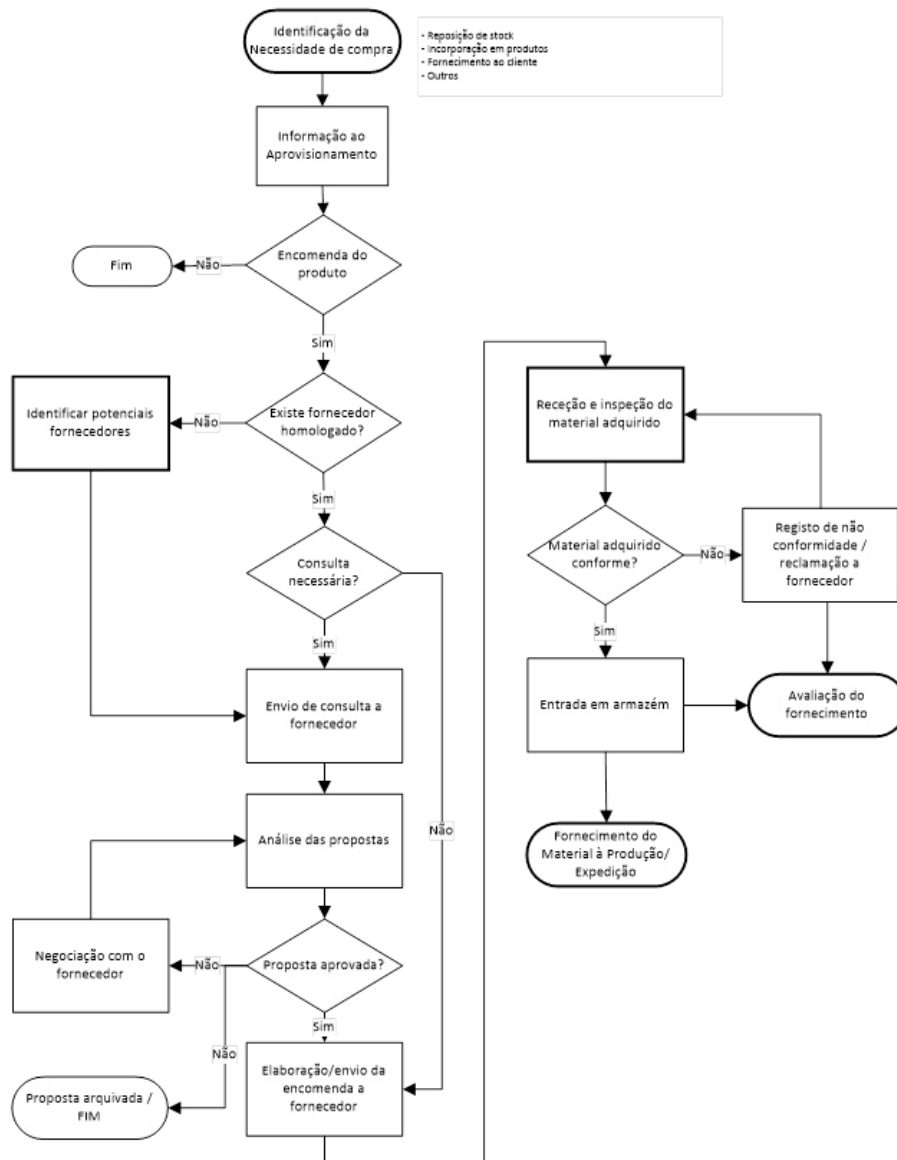 Identificação da
Necessidade de compra
- Reposição de stock
- Incorporação em produtos
- Fornecimento ao cliente
- Outros
Informação ao
Aprovisionamento
Encomenda do
produto
Não
Fim
Sim
Existe fornecedor
homologado?
Não
Identificar potenciais
fornecedores
Sim
Consulta
necessária?
Sim
Envio de consulta a
fornecedor
Análise das propostas
Não
Proposta aprovada?
Não
Negociação com o
fornecedor
Não
Proposta arquivada /
FIM
Sim
Elaboração/envio da
encomenda a
fornecedor
Receção e inspeção do
material adquirido
Material adquirido
conforme?
Não
Registo de não
conformidade /
reclamação a
fornecedor
Sim
Entrada em armazém
Avaliação do
fornecimento
Fornecimento do
Material à Produção/
Expedição